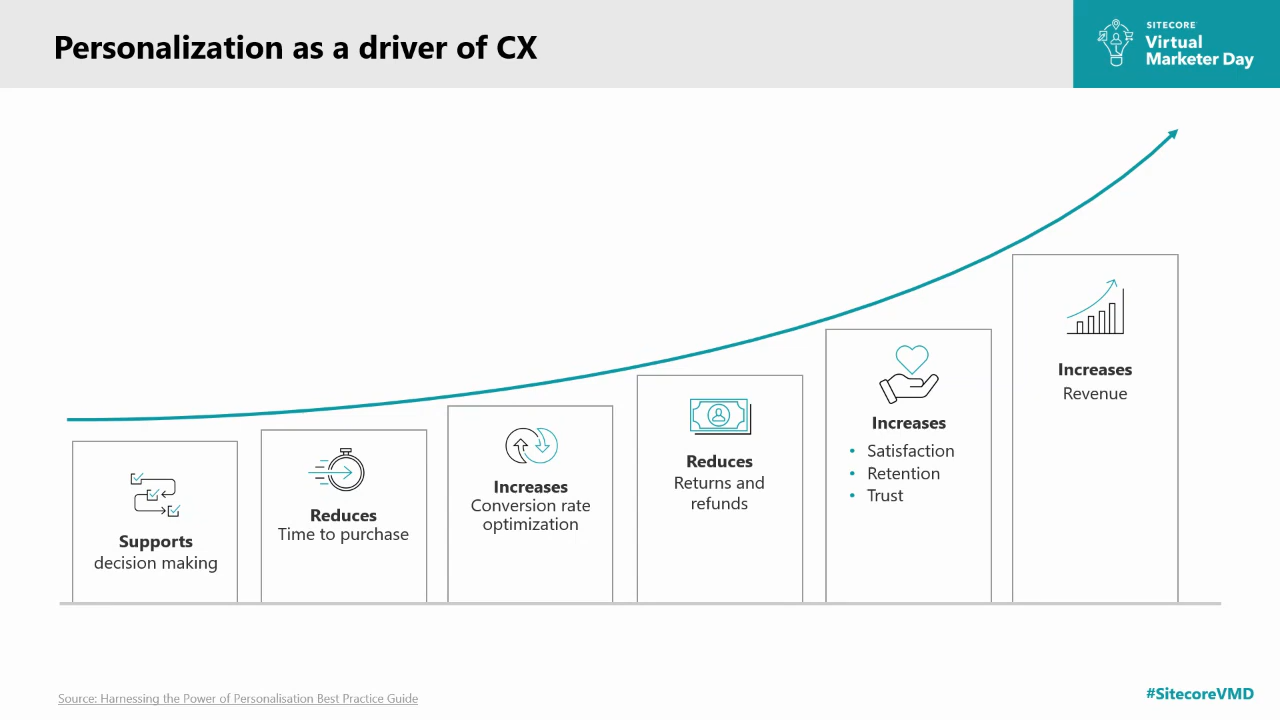 Personalization as a driver of CX
SITECORE
Virtual
Marketer Day
Supports
decision making
Reduces
Time to purchase
Increases
Conversion rate
optimization
Reduces
Returns and
refunds
Increases
• Satisfaction
• Retention
• Trust
Increases
Revenue
Source: Harnessing the Power of Personalisation Best Practice Guide
#SitecoreVMD